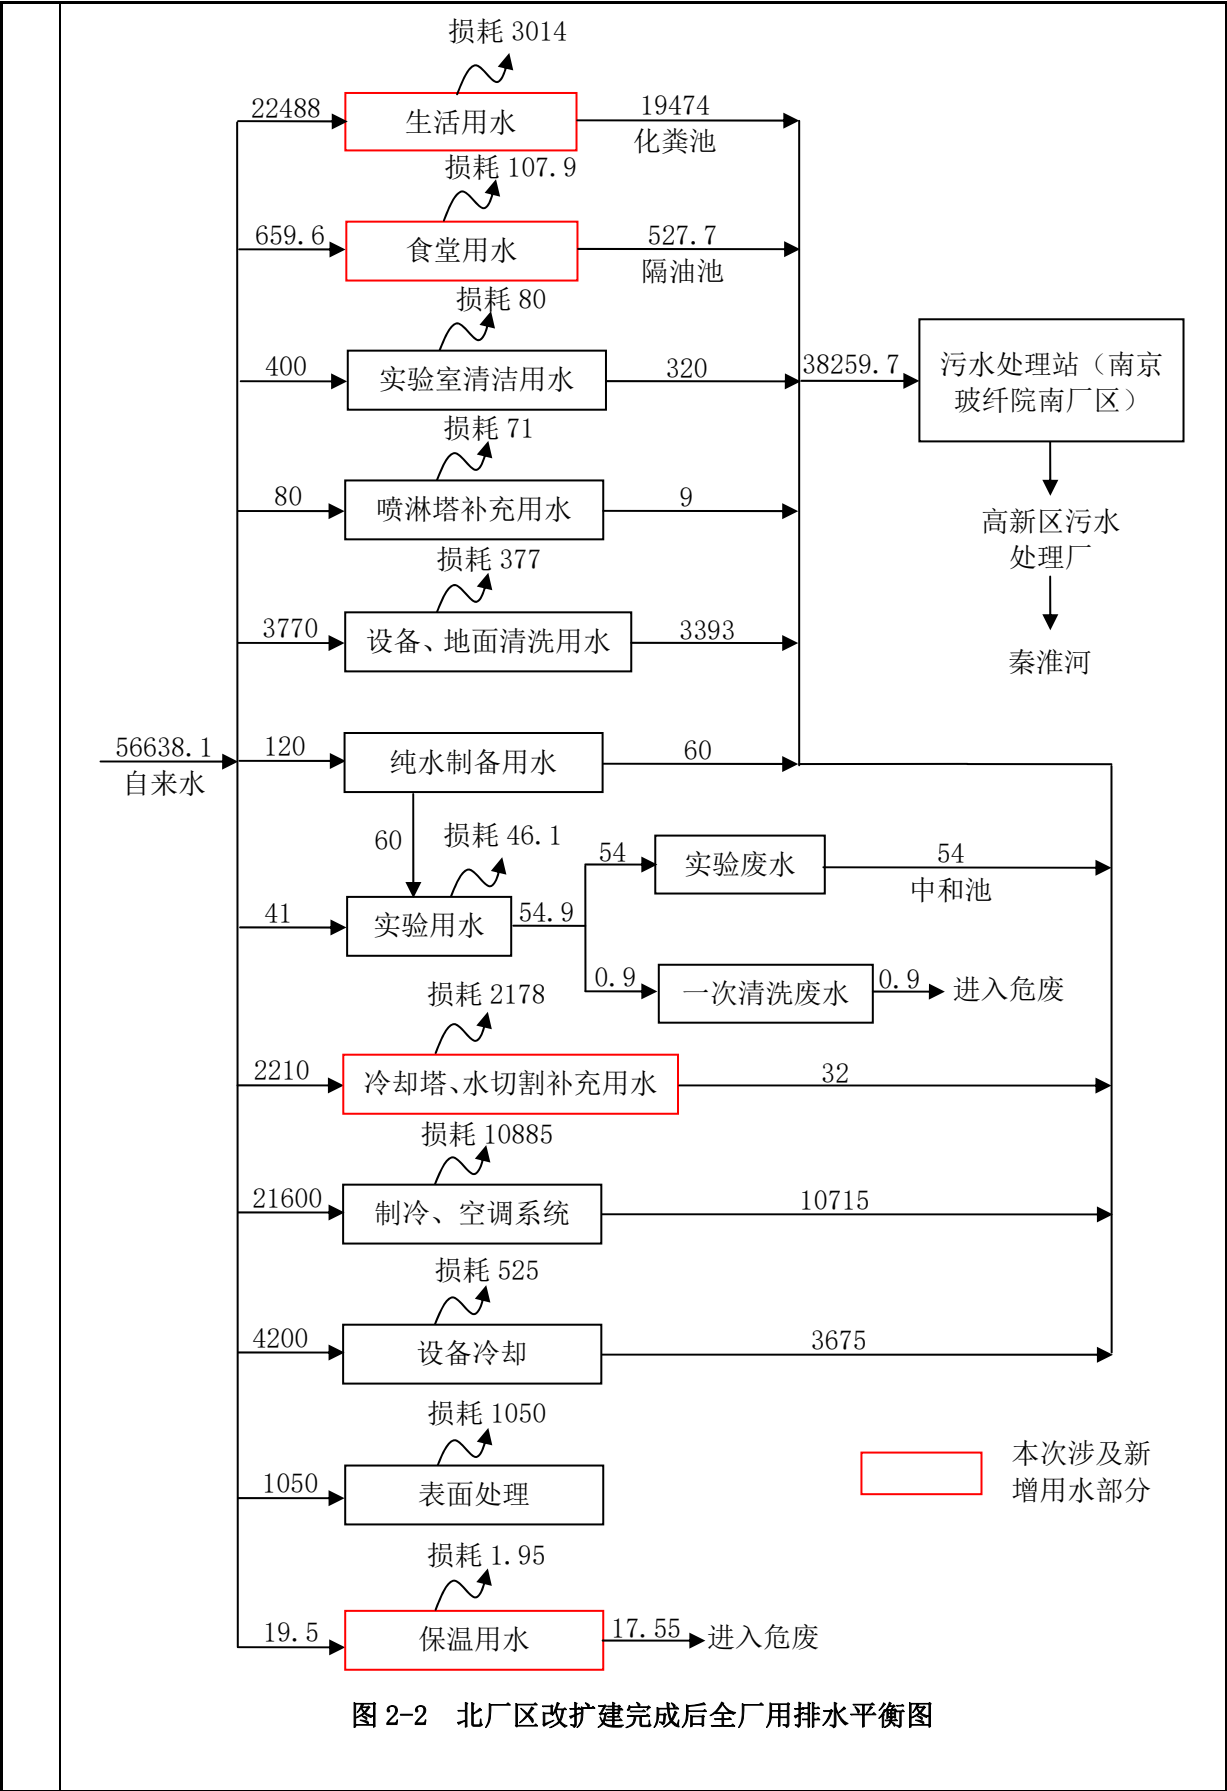 损耗 3014
22488
生活用水
19474
化粪池
损耗 107.9
659.6
食堂用水
527.7
隔油池
损耗 80
400
实验室清洁用水
320
38259.7
污水处理站（南京
玻纤院南厂区）
损耗 71
80
喷淋塔补充用水
9
高新区污水
处理厂
损耗 377
3770
设备、地面清洗用水
3393
秦淮河
56638.1
自来水
120
纯水制备用水
60
60
损耗 46.1
41
实验用水
54.9
54
实验废水
54
中和池
0.9
一次清洗废水
0.9
进入危废
损耗 2178
2210
冷却塔、水切割补充用水
32
损耗 10885
21600
制冷、空调系统
10715
损耗 525
4200
设备冷却
3675
损耗 1050
1050
表面处理
本次涉及新
增用水部分
损耗 1.95
19.5
保温用水
17.55
进入危废
图 2-2 北厂区改扩建完成后全厂用排水平衡图